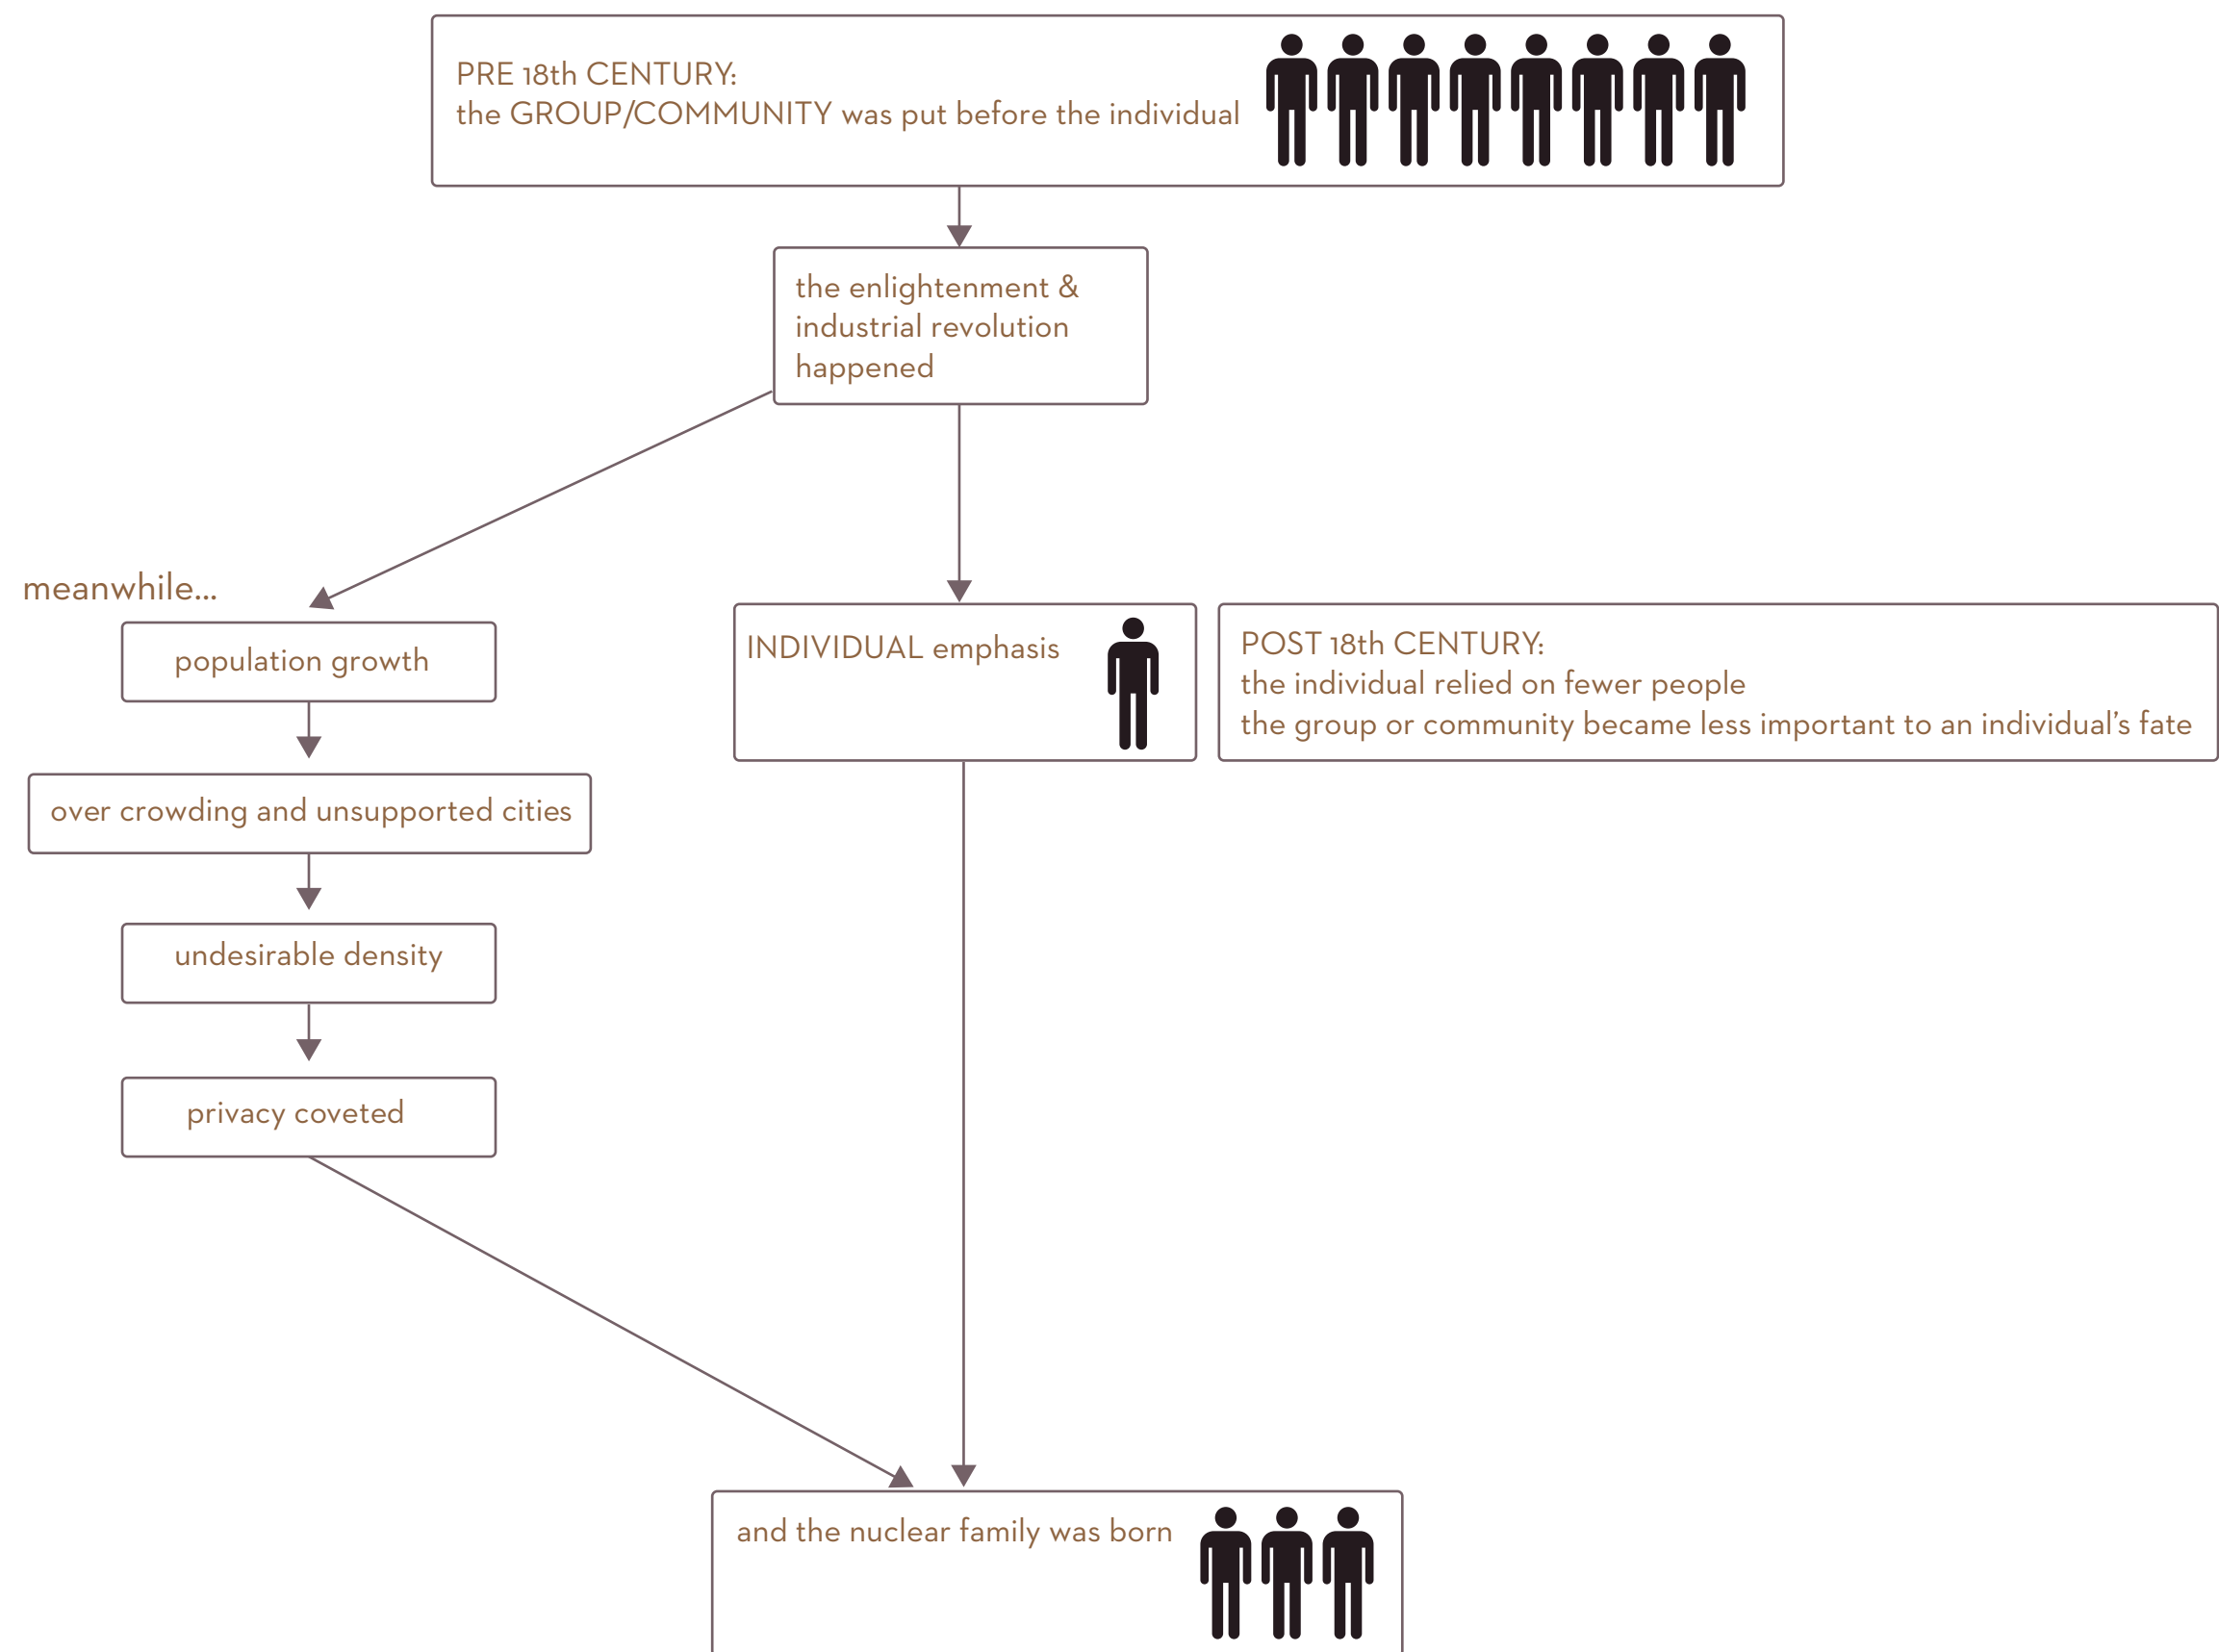 PRE 18th CENTURY:
the GROUP/COMMUNITY was put before the individual
the enlightenment &
industrial revolution
happened
meanwhile...
population growth
over crowding and unsupported cities
undesirable density
privacy coveted
INDIVIDUAL emphasis
POST 18th CENTURY:
the individual relied on fewer people
the group or community became less important to an individual's fate
and the nuclear family was born